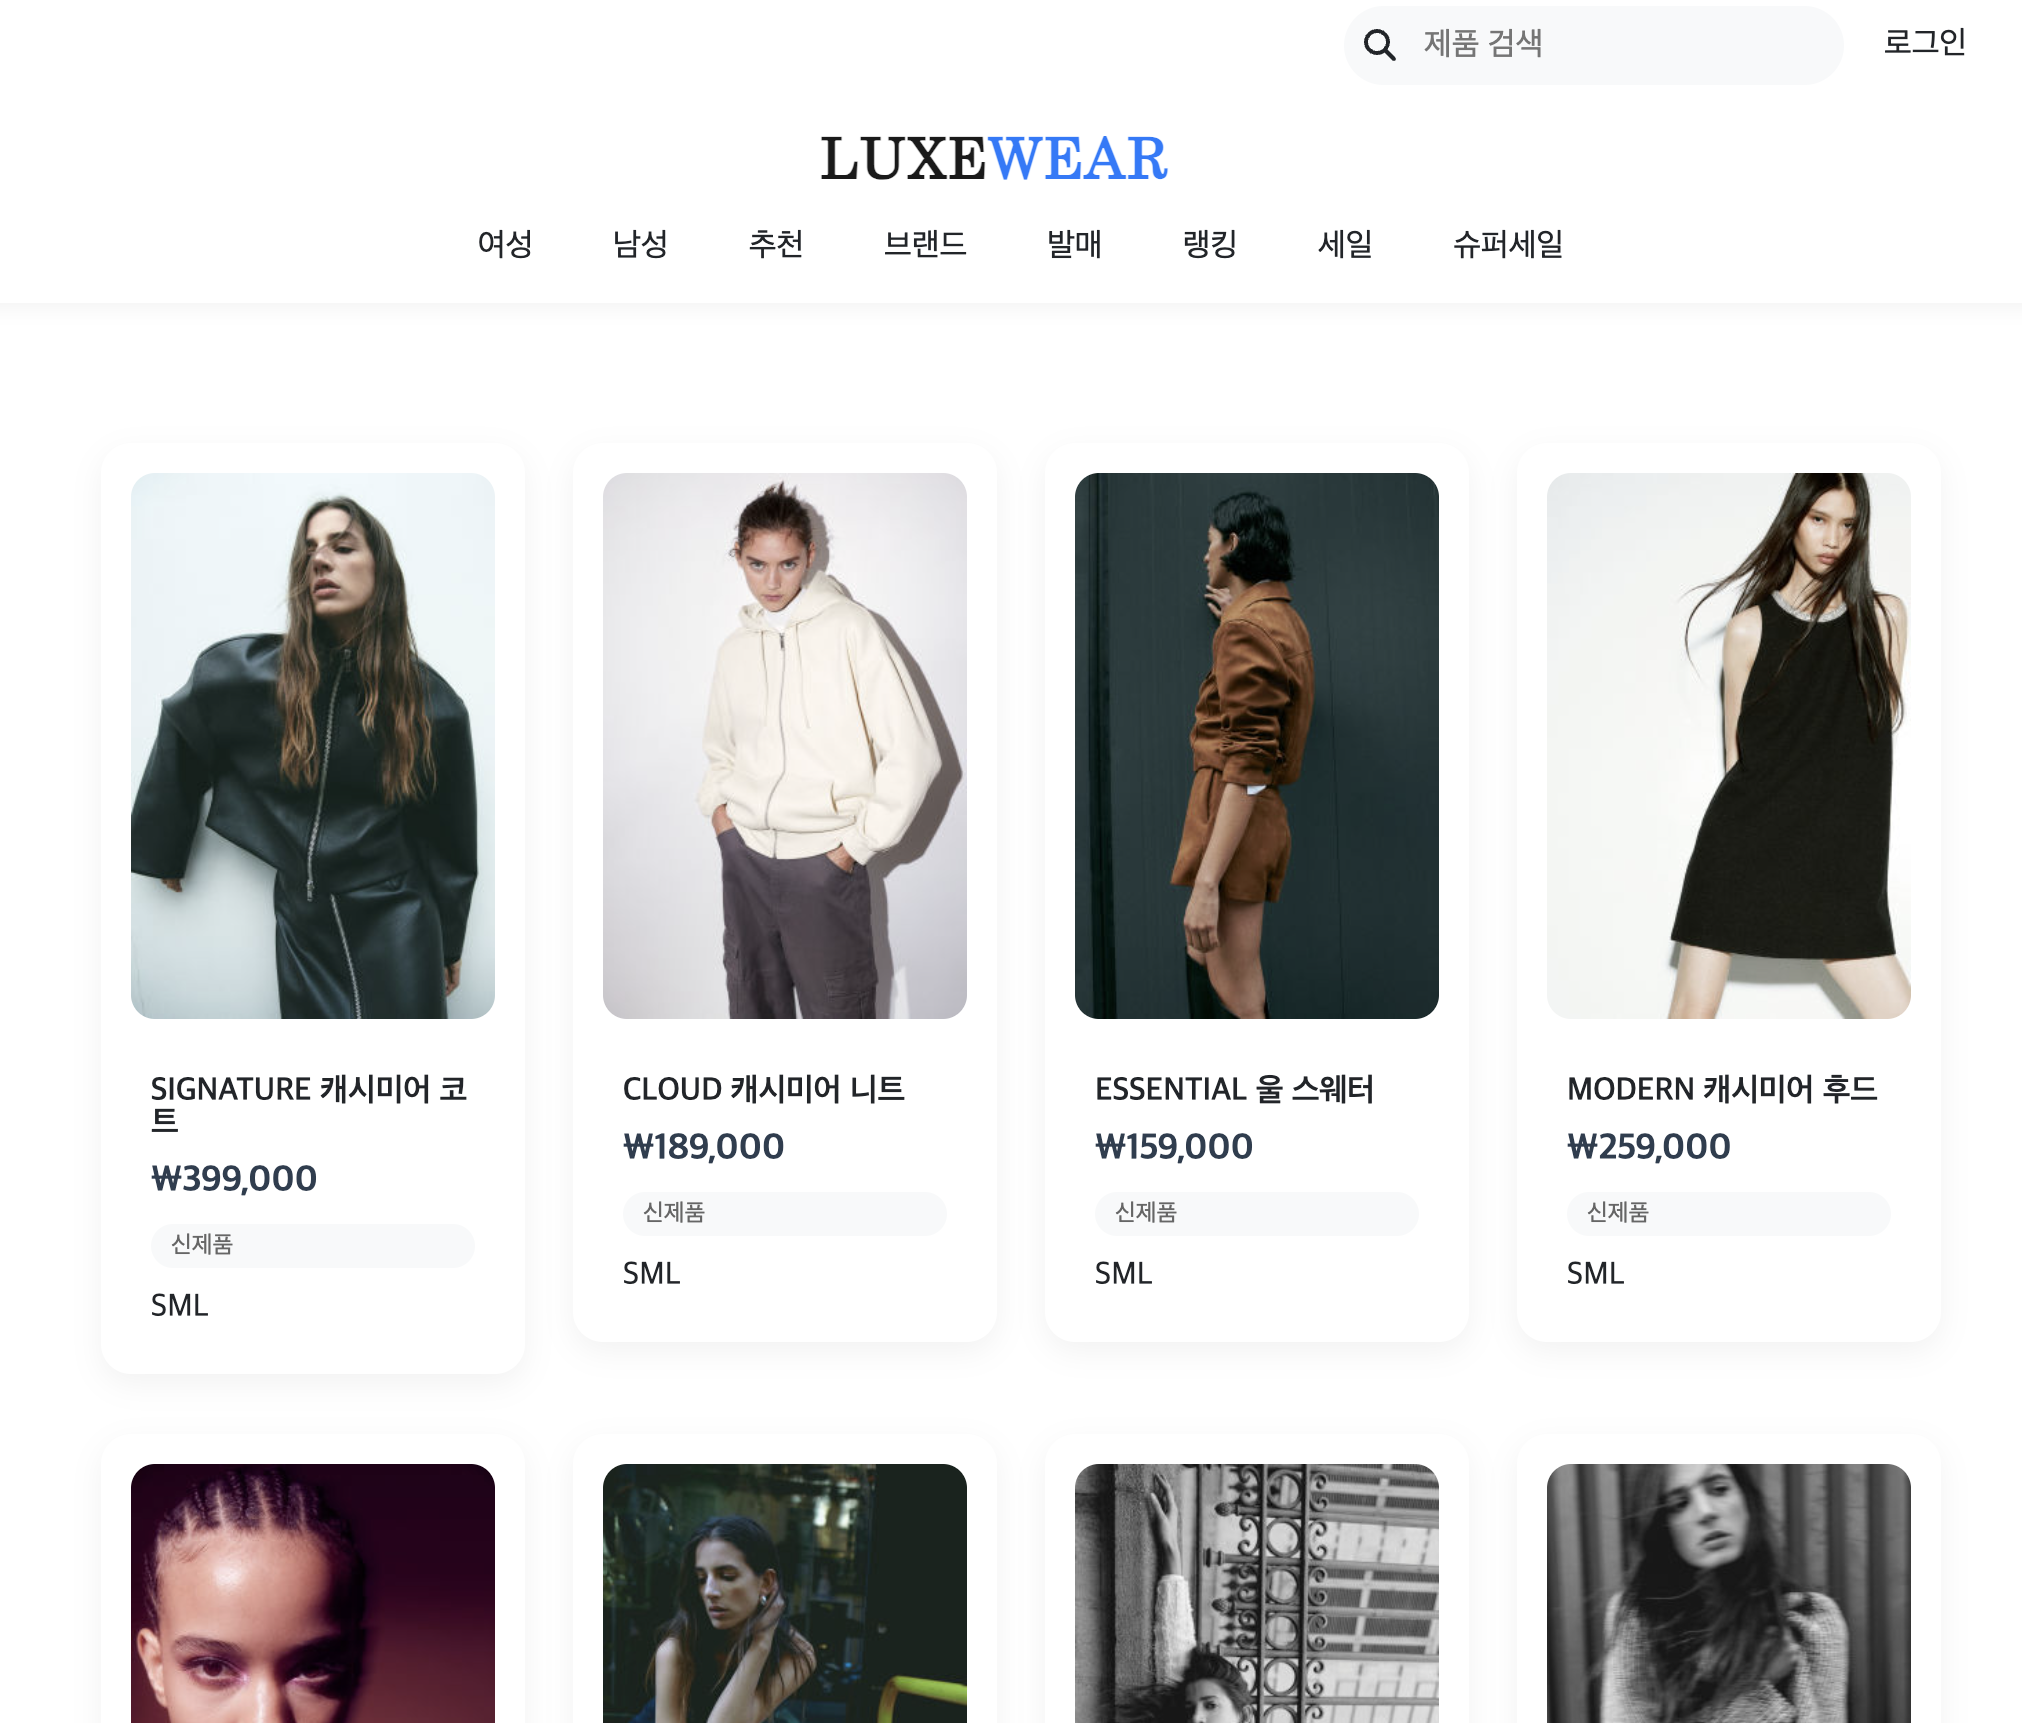 제품 검색
로그인
LUXEWEAR
여성 남성 추천 브랜드 발매 랭킹 세일 슈퍼세일
SIGNATURE 캐시미어 코
트
₩399,000
신제품
SML
CLOUD 캐시미어 니트
₩189,000
신제품
SML
ESSENTIAL 울 스웨터
₩159,000
신제품
SML
MODERN 캐시미어 후드
₩259,000
신제품
SML